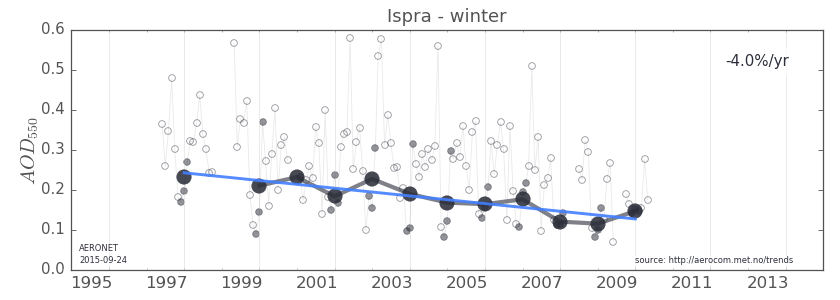 Ispra - winter
0.6
-4.0%/yr
0.5
0.4
0.3
AOD550
0.2
0.1
AERONET
2015-09-24
source: http://aerocom.met.no/trends
0.0
1995 1997 1999 2001 2003 2005 2007 2009 2011 2013